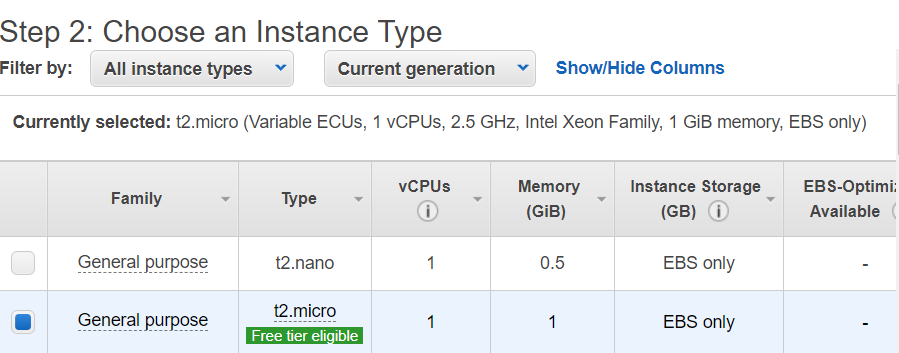 Step 2: Choose an Instance Type
Filter by: All instance types Current generation Show/Hide Columns
Currently selected: t2.micro (Variable ECUs, 1 vCPUs, 2.5 GHz, Intel Xeon Family, 1 GiB memory, EBS only)
Family Type vCPUs Memory (GiB) Instance Storage (GB) EBS-Optimi Available
General purpose t2.nano 1 0.5 EBS only -
General purpose t2.micro 1 1 EBS only -
Free tier eligible